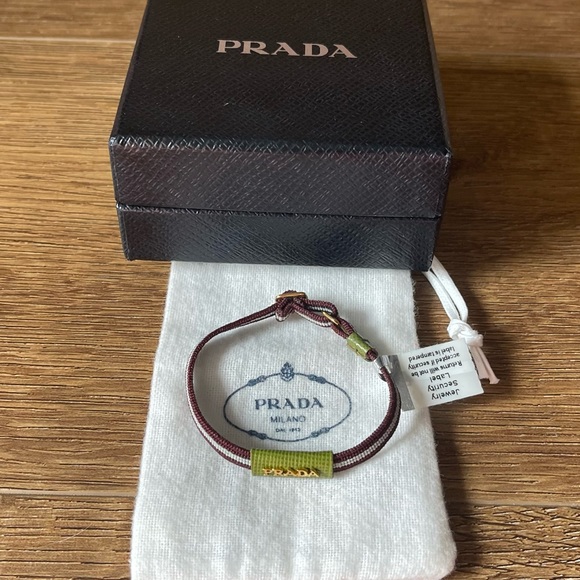 PRADA
PRADA
MILANO
DAL 1913
PRADA
Jewelry
Security
Label
Returns will not be
accepted if security
label is tampered